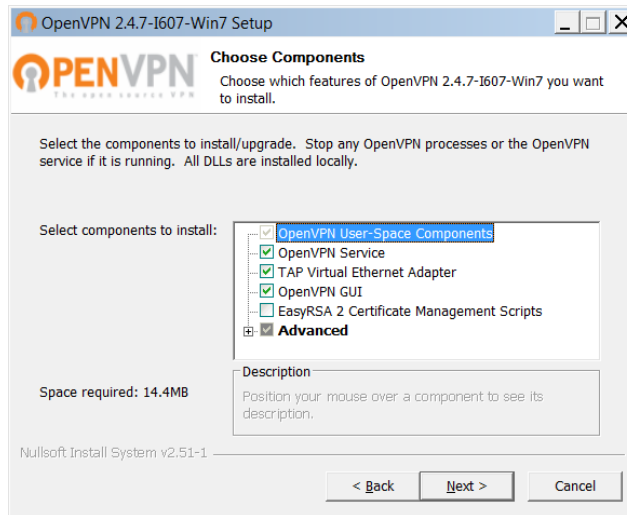 OpenVPN 2.4.7-I607-Win7 Setup
OPENVPN
The open source VPN
Choose Components
Choose which features of OpenVPN 2.4.7-I607-Win7 you want
to install.
Select the components to install/upgrade. Stop any OpenVPN processes or the OpenVPN
service if it is running. All DLLs are installed locally.
Select components to install:
OpenVPN User-Space Components
OpenVPN Service
TAP Virtual Ethernet Adapter
OpenVPN GUI
EasyRSA 2 Certificate Management Scripts
Advanced
Space required: 14.4MB
Description
Position your mouse over a component to see its
description.
Nullsoft Install System v2.51-1
< Back
Next >
Cancel